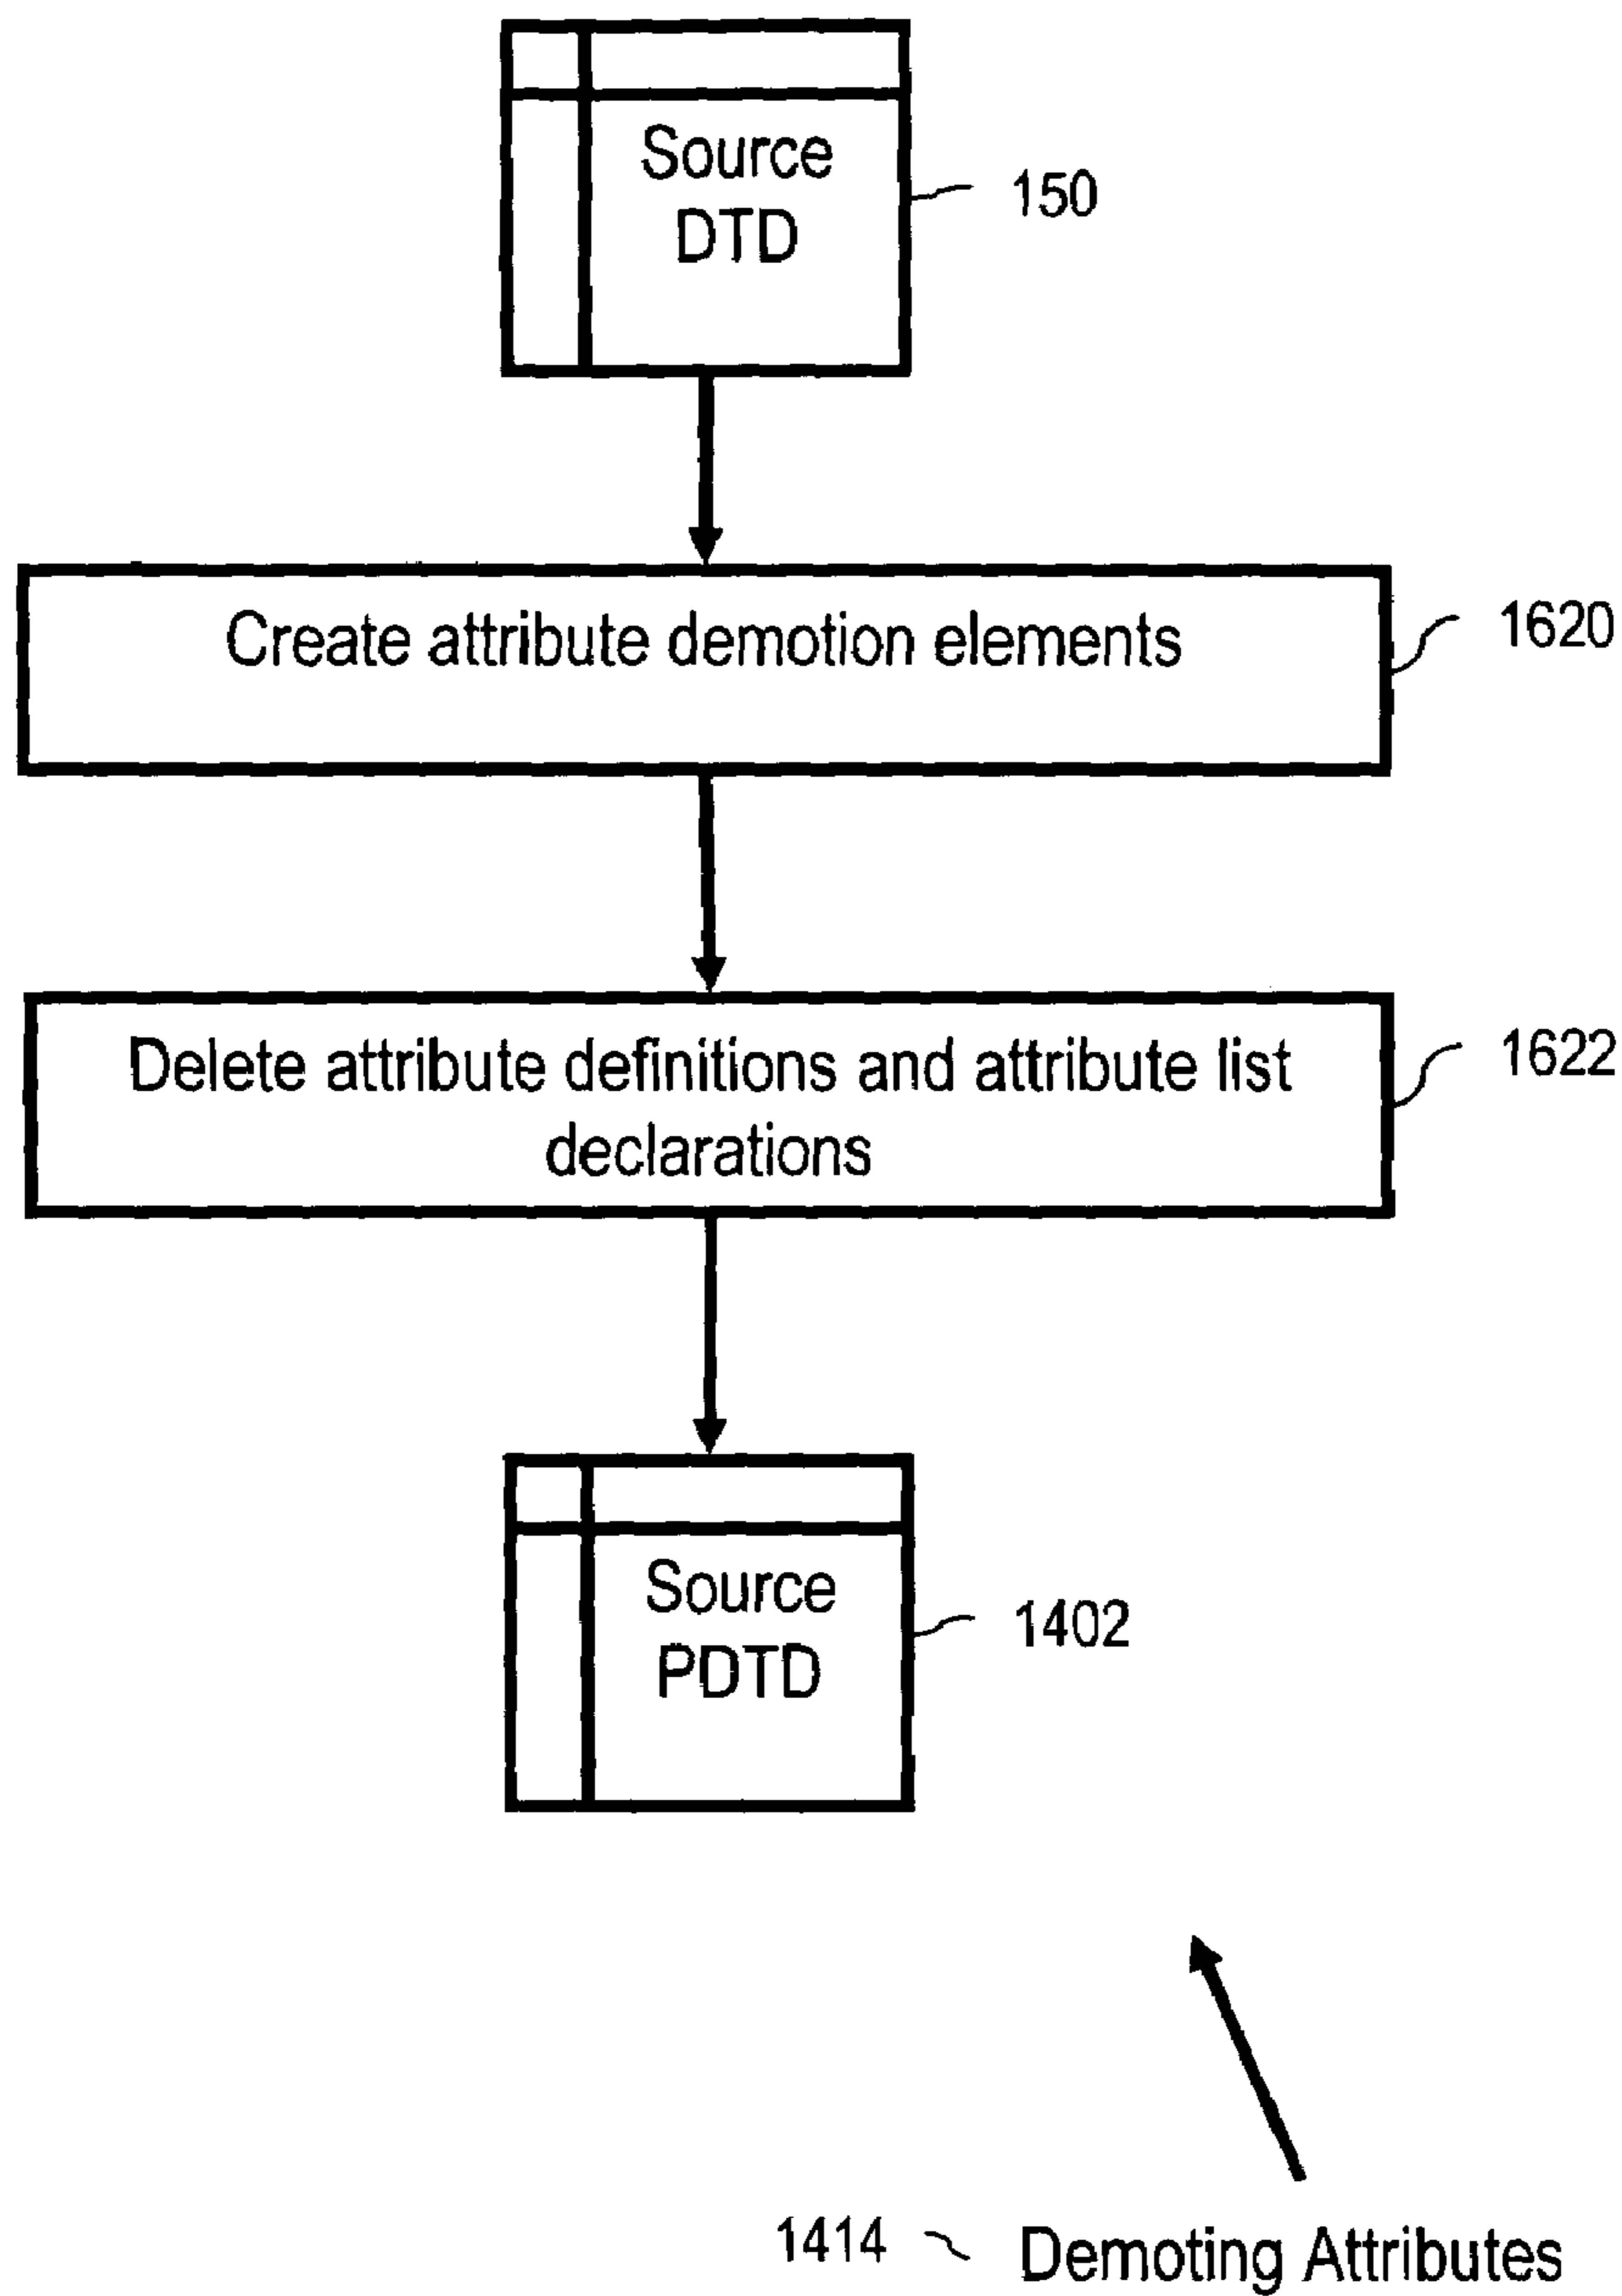 Source
DTD
150
Create attribute demotion elements
1620
Delete attribute definitions and attribute list
declarations
1622
Source
PDTD
1402
1414
Demoting Attributes